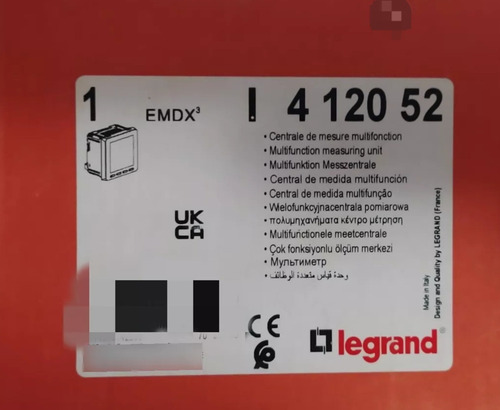 1 EMDX³ ! 4 120 52
• Centrale de mesure multifonction
• Multifunction measuring unit
• Multifunktion Messzentrale
• Central de medida multifunción
• Central de medida multifunção
• Wielofunkcyjnacentrala pomiarowa
• πολυμηχανήματα κέντρο μέτρησης
• Multifunctionele meetcentrale
• Çok fonksiyonlu ölçüm merkezi
• Мультиметр
• وحدة قياس متعددة الوظائف
UK
CA
CE
legrand
Made in Italy
Design and Quality by LEGRAND (France)